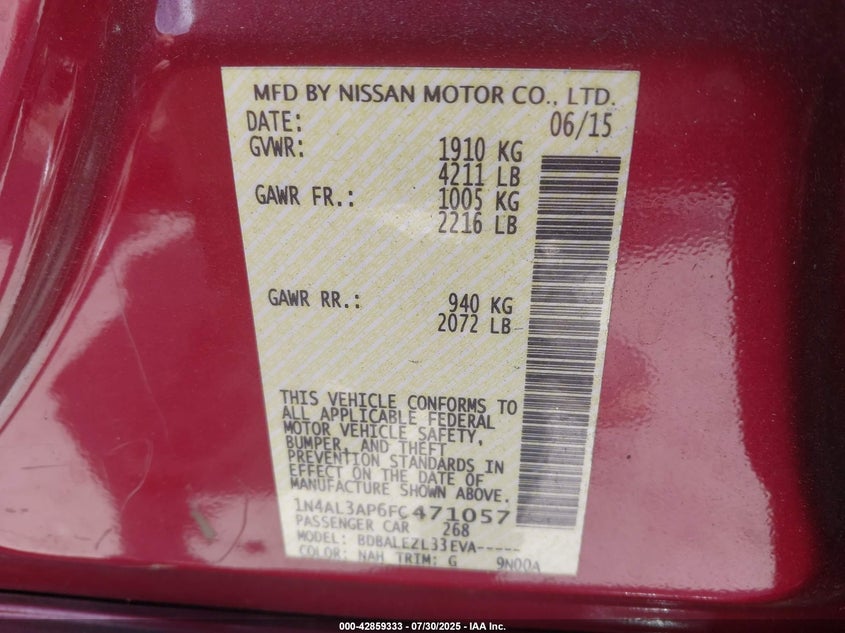 MFD BY NISSAN MOTOR CO., LTD.
DATE: 06/15
GVWR: 1910 KG
4211 LB
GAWR FR.: 1005 KG
2216 LB
GAWR RR.: 940 KG
2072 LB
THIS VEHICLE CONFORMS TO
ALL APPLICABLE FEDERAL
MOTOR VEHICLE SAFETY,
BUMPER, AND THEFT
PREVENTION STANDARDS IN
EFFECT ON THE DATE OF
MANUFACTURE SHOWN ABOVE.
1N4AL3AP6FC471057
PASSENGER CAR 268
MODEL: BDBALEZL33EVA-----
COLOR: NAH TRIM: G 9N00A
000-42859333 - 07/30/2025 - IAA Inc.